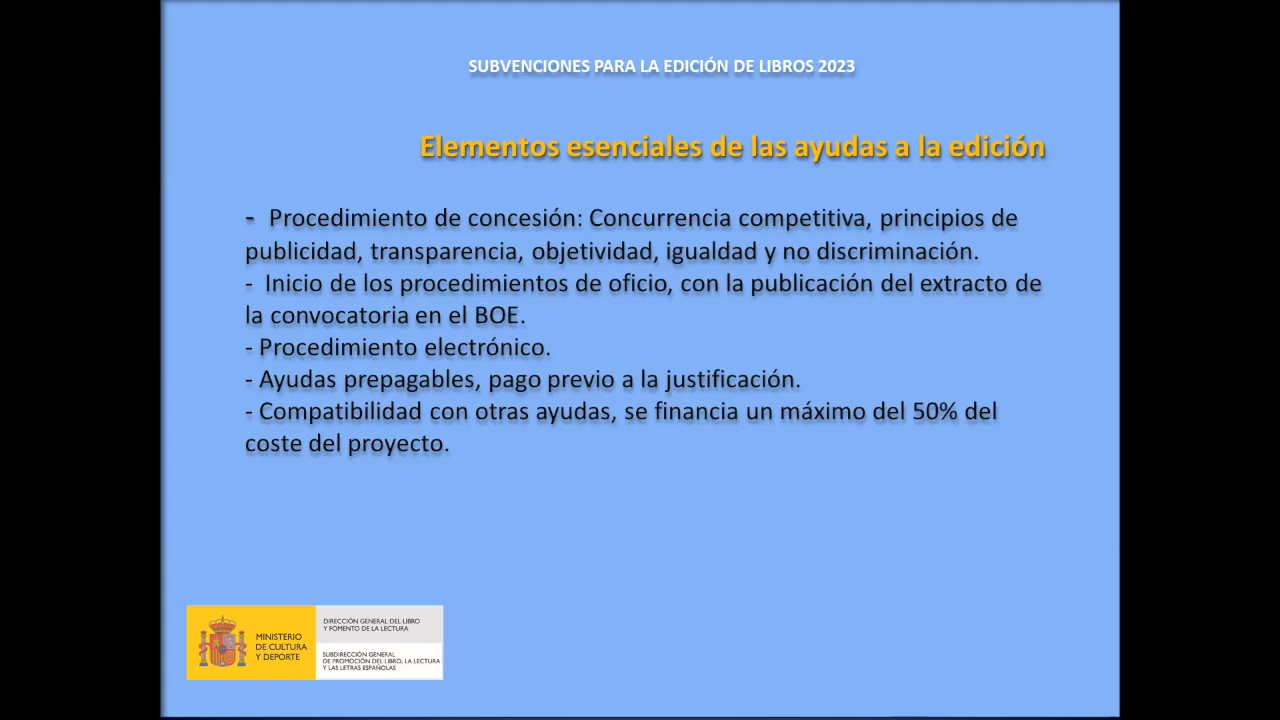 SUBVENCIONES PARA LA EDICIÓN DE LIBROS 2023
Elementos esenciales de las ayudas a la edición
- Procedimiento de concesión: Concurrencia competitiva, principios de
publicidad, transparencia, objetividad, igualdad y no discriminación.
- Inicio de los procedimientos de oficio, con la publicación del extracto de
la convocatoria en el BOE.
- Procedimiento electrónico.
- Ayudas prepagables, pago previo a la justificación.
- Compatibilidad con otras ayudas, se financia un máximo del 50% del
coste del proyecto.
MINISTERIO
DE CULTURA
Y DEPORTE
DIRECCIÓN GENERAL DEL LIBRO
Y FOMENTO DE LA LECTURA
SUBDIRECCIÓN GENERAL
DE PROMOCIÓN DEL LIBRO, LA LECTURA
Y LAS LETRAS ESPAÑOLAS